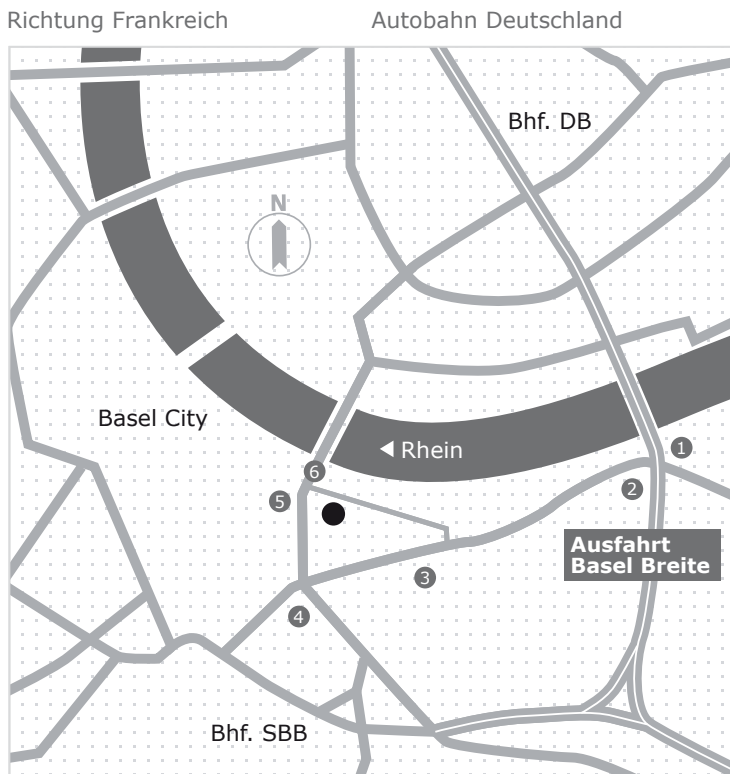 Richtung Frankreich
Autobahn Deutschland
Bhf. DB
N
Basel City
Rhein
1
6
2
5
Ausfahrt
Basel Breite
3
4
Bhf. SBB